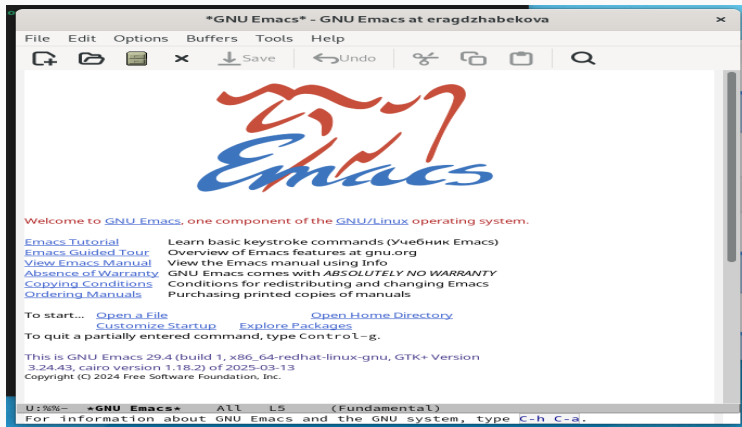 *GNU Emacs* - GNU Emacs at eragdzhabekova
File Edit Options Buffers Tools Help
Save Undo
Emacs
Welcome to GNU Emacs, one component of the GNU/Linux operating system.
Emacs Tutorial Learn basic keystroke commands (Учебник Emacs)
Emacs Guided Tour Overview of Emacs features at gnu.org
View Emacs Manual View the Emacs manual using Info
Absence of Warranty GNU Emacs comes with ABSOLUTELY NO WARRANTY
Copying Conditions Conditions for redistributing and changing Emacs
Ordering Manuals Purchasing printed copies of manuals
To start... Open a File Open Home Directory
Customize Startup Explore Packages
To quit a partially entered command, type Control-g.
This is GNU Emacs 29.4 (build 1, x86_64-redhat-linux-gnu, GTK+ Version
3.24.43, cairo version 1.18.2) of 2025-03-13
Copyright (C) 2024 Free Software Foundation, Inc.
U:%%- *GNU Emacs* All L5 (Fundamental)
For information about GNU Emacs and the GNU system, type C-h C-a.